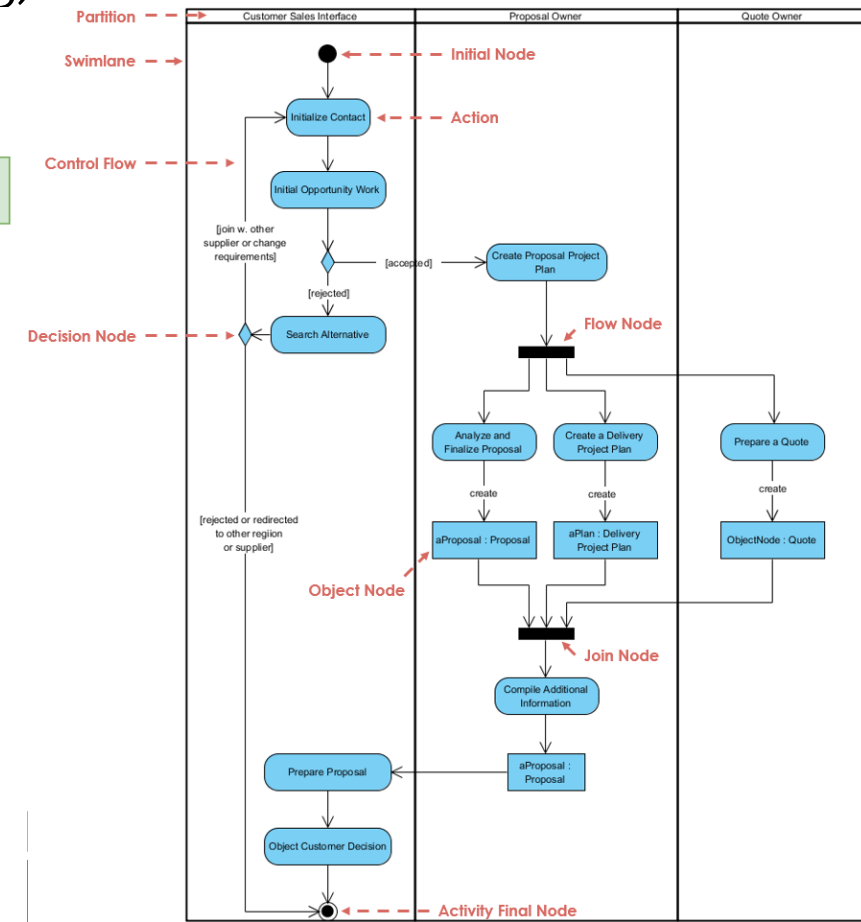 Partition
Customer Sales Interface
Proposal Owner
Quote Owner
Swimlane
Initial Node
Initialize Contact
Action
Control Flow
Initial Opportunity Work
[join w. other
supplier or change
requirements]
[accepted]
Create Proposal Project
Plan
[rejected]
Decision Node
Search Alternative
Flow Node
Analyze and
Finalize Proposal
Create a Delivery
Project Plan
Prepare a Quote
create
create
create
[rejected or redirected
to other regiion
or supplier]
aProposal : Proposal
aPlan : Delivery
Project Plan
ObjectNode : Quote
Object Node
Join Node
Compile Additional
Information
Prepare Proposal
aProposal :
Proposal
Object Customer Decision
Activity Final Node